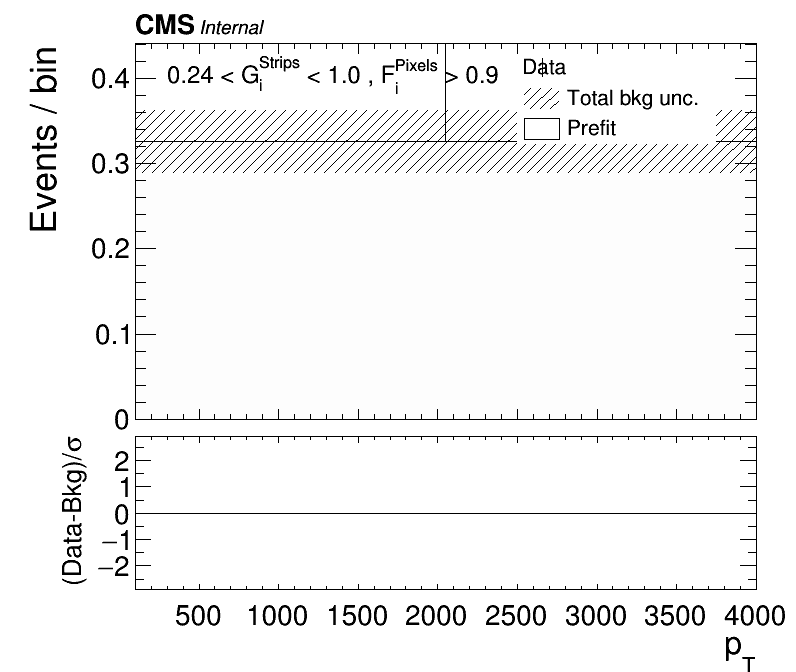 CMS Internal
0.24 < G_i^Strips < 1.0 , F_i^Pixels > 0.9
Data
Total bkg unc.
Prefit
Events / bin
0.4
0.3
0.2
0.1
0
(Data-Bkg)/σ
2
1
0
−1
−2
500 1000 1500 2000 2500 3000 3500 4000
p_T